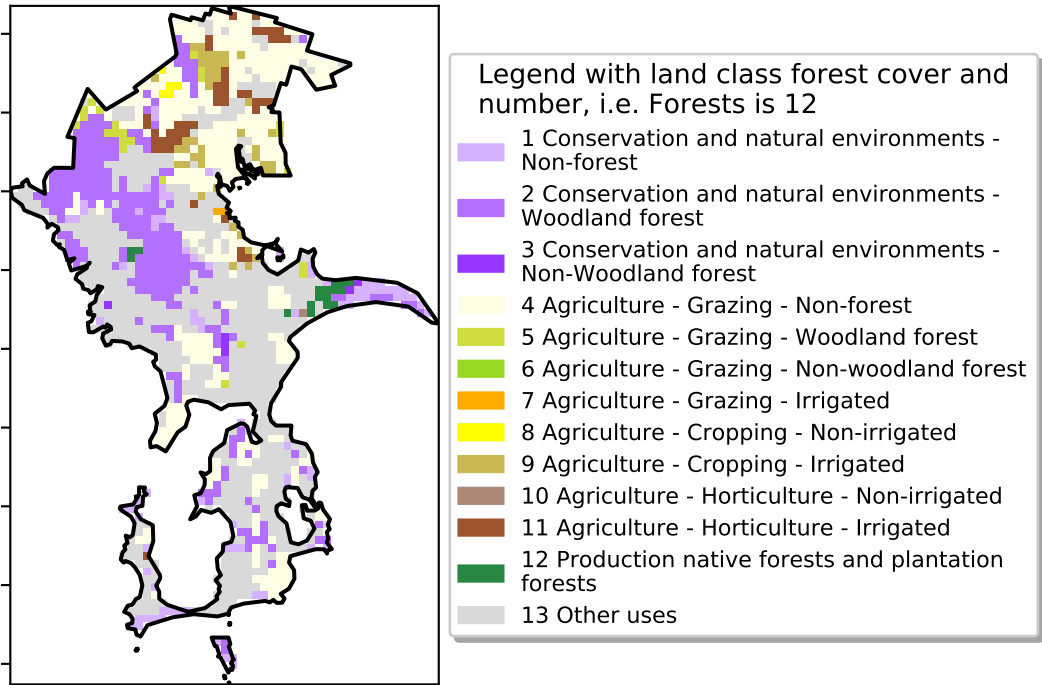 Legend with land class forest cover and
number, i.e. Forests is 12
1 Conservation and natural environments -
Non-forest
2 Conservation and natural environments -
Woodland forest
3 Conservation and natural environments -
Non-Woodland forest
4 Agriculture - Grazing - Non-forest
5 Agriculture - Grazing - Woodland forest
6 Agriculture - Grazing - Non-woodland forest
7 Agriculture - Grazing - Irrigated
8 Agriculture - Cropping - Non-irrigated
9 Agriculture - Cropping - Irrigated
10 Agriculture - Horticulture - Non-irrigated
11 Agriculture - Horticulture - Irrigated
12 Production native forests and plantation
forests
13 Other uses